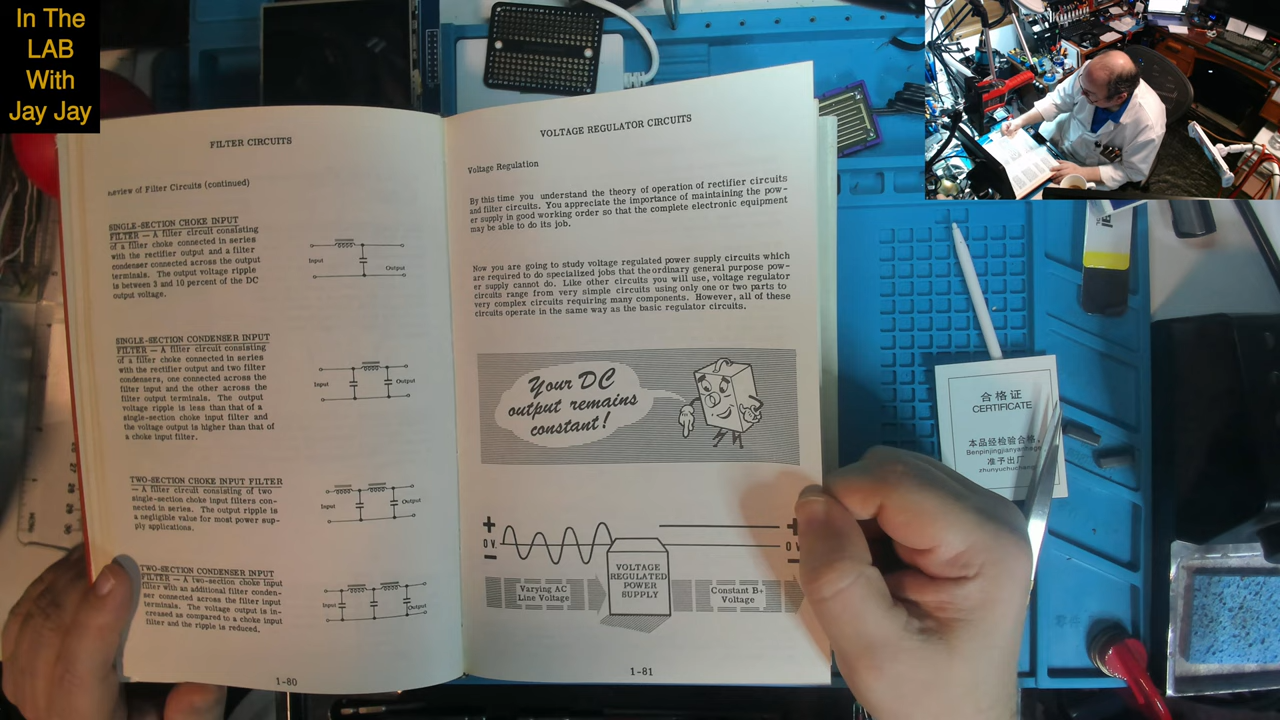 In The
LAB
With
Jay Jay
FILTER CIRCUITS
Review of Filter Circuits (continued)
SINGLE-SECTION CHOKE INPUT
FILTER — A filter circuit consisting
of a filter choke connected in series
with the rectifier output and a filter
condenser connected across the output
terminals. The output voltage ripple
is between 3 and 10 percent of the DC
output voltage.
Input
Output
SINGLE-SECTION CONDENSER INPUT
FILTER — A filter circuit consisting
of a filter choke connected in series
with the rectifier output and two filter
condensers, one connected across the
filter input and the other across the
filter output terminals. The output
voltage ripple is less than that of a
single-section choke input filter and
the voltage output is higher than that of
a choke input filter.
Input
Output
TWO-SECTION CHOKE INPUT FILTER
— A filter circuit consisting of two
single-section choke input filters con-
nected in series. The output ripple is
a negligible value for most power sup-
ply applications.
Input
Output
TWO-SECTION CONDENSER INPUT
FILTER — A two-section choke input
filter with an additional filter conden-
ser connected across the filter input
terminals. The voltage output is in-
creased as compared to a choke input
filter and the ripple is reduced.
Input
Output
1-80
VOLTAGE REGULATOR CIRCUITS
Voltage Regulation
By this time you understand the theory of operation of rectifier circuits
and filter circuits. You appreciate the importance of maintaining the pow-
er supply in good working order so that the complete electronic equipment
may be able to do its job.
Now you are going to study voltage regulated power supply circuits which
are required to do specialized jobs that the ordinary general purpose pow-
er supply cannot do. Like other circuits you will use, voltage regulator
circuits range from very simple circuits using only one or two parts to
very complex circuits requiring many components. However, all of these
circuits operate in the same way as the basic regulator circuits.
Your DC
output remains
constant!
+
0 V.
−
VOLTAGE
REGULATED
POWER
SUPPLY
Varying AC
Line Voltage
Constant B+
Voltage
+
0 V
1-81
合格证
CERTIFICATE
本品经检验合格，
准予出厂
zhunyuchuchang
零件